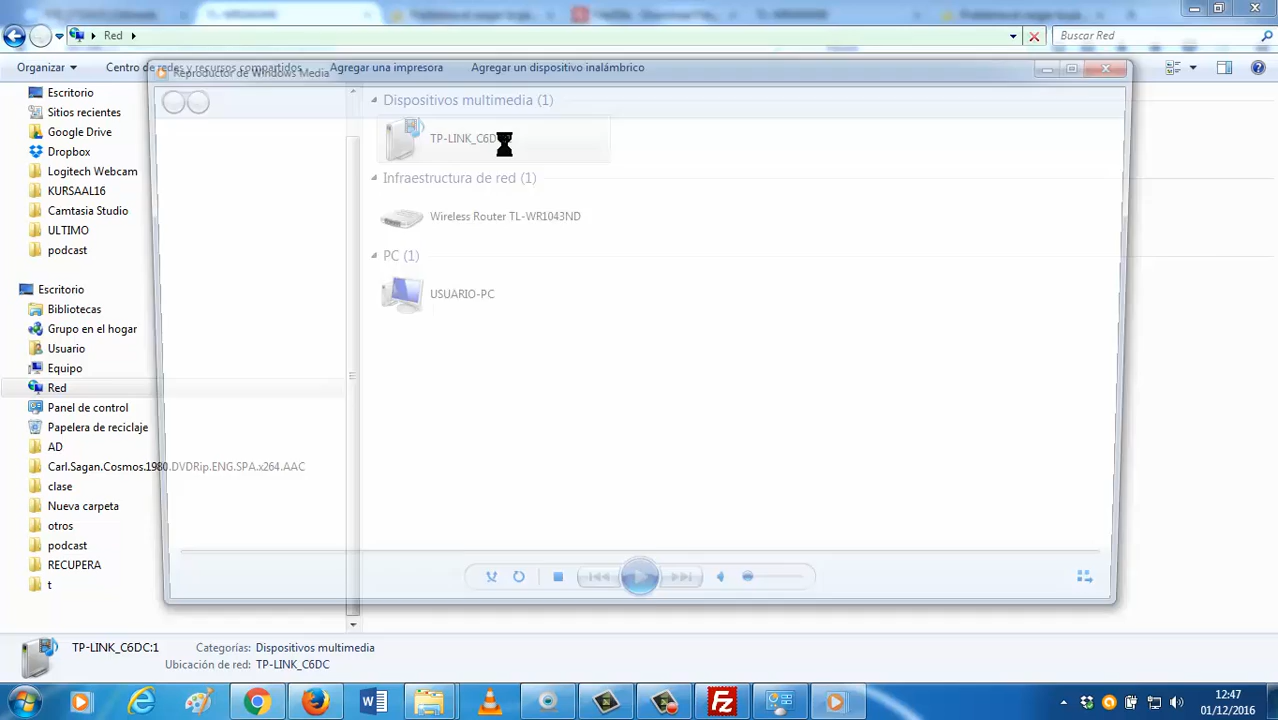 Red
Buscar Red
Organizar
Centro de redes y recursos compartidos
Agregar una impresora
Agregar un dispositivo inalámbrico
Reproductor de Windows Media
Escritorio
Sitios recientes
Google Drive
Dropbox
Logitech Webcam
KURSAAL16
Camtasia Studio
ULTIMO
podcast
Escritorio
Bibliotecas
Grupo en el hogar
Usuario
Equipo
Red
Panel de control
Papelera de reciclaje
AD
Carl.Sagan.Cosmos.1980.DVDRip.ENG.SPA.x264.AAC
clase
Nueva carpeta
otros
podcast
RECUPERA
t
Dispositivos multimedia (1)
Infraestructura de red (1)
Wireless Router TL-WR1043ND
PC (1)
USUARIO-PC
TP-LINK_C6DC:1
Categorías: Dispositivos multimedia
Ubicación de red: TP-LINK_C6DC
12:47
01/12/2016